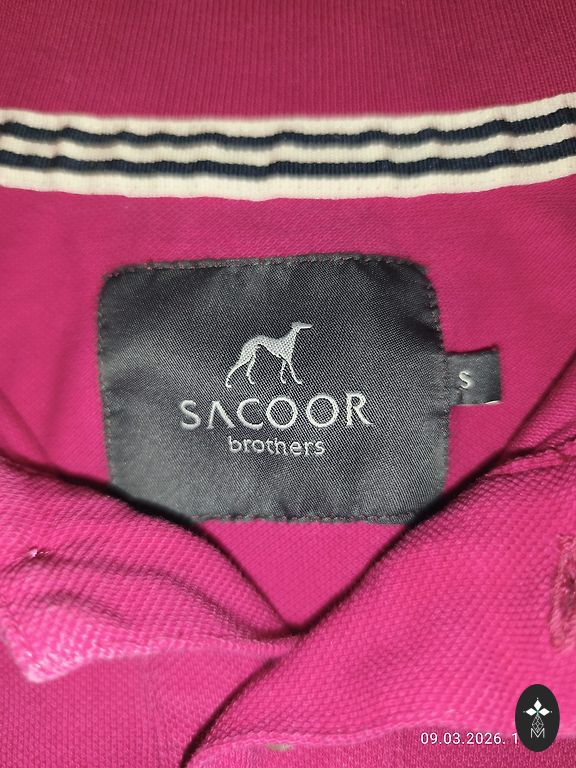 SACOOR
brothers
S
09.03.2026. 1
M